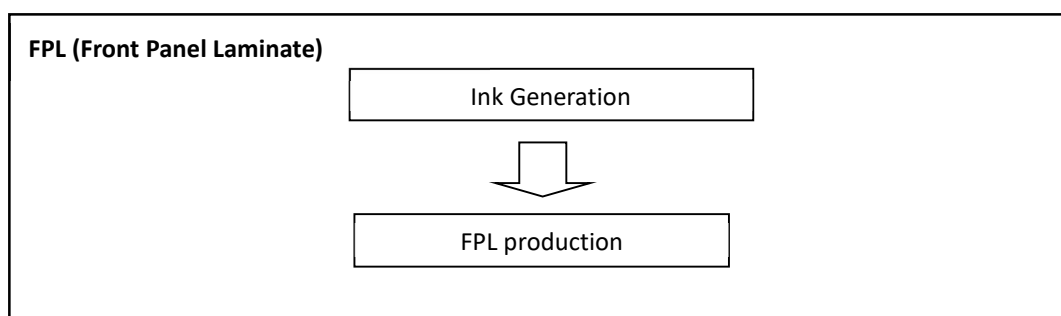 FPL (Front Panel Laminate)
Ink Generation
FPL production